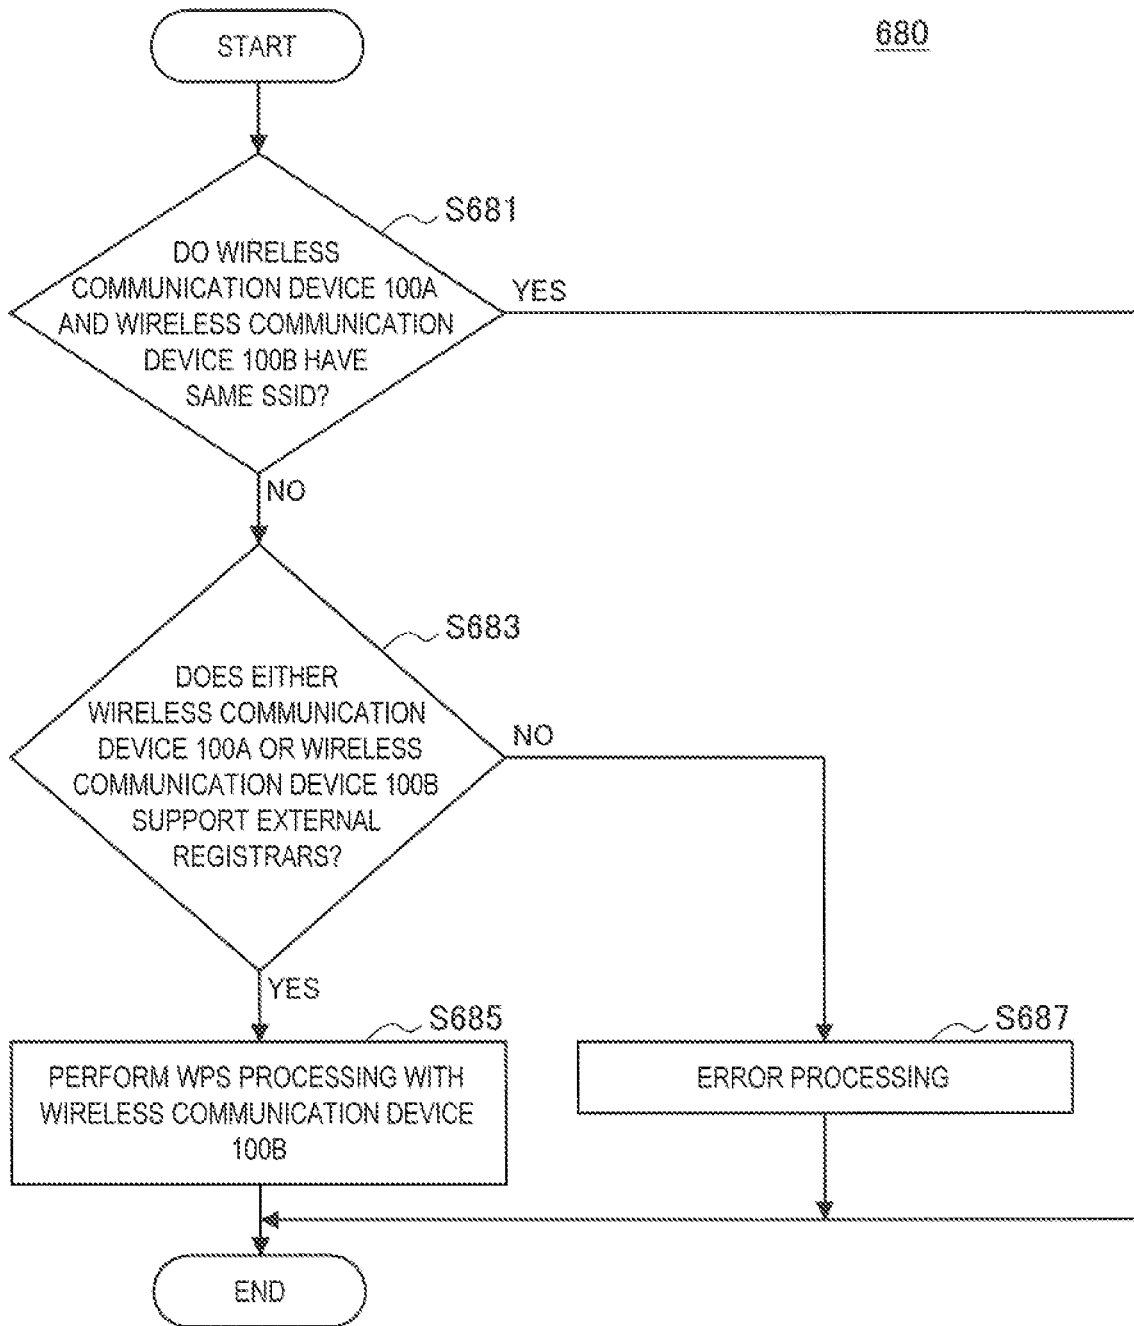 START
680
S681
DO WIRELESS
COMMUNICATION DEVICE 100A
AND WIRELESS COMMUNICATION
DEVICE 100B HAVE
SAME SSID?
YES
NO
S683
DOES EITHER
WIRELESS COMMUNICATION
DEVICE 100A OR WIRELESS
COMMUNICATION DEVICE 100B
SUPPORT EXTERNAL
REGISTRARS?
NO
YES
S685
PERFORM WPS PROCESSING WITH
WIRELESS COMMUNICATION DEVICE
100B
S687
ERROR PROCESSING
END